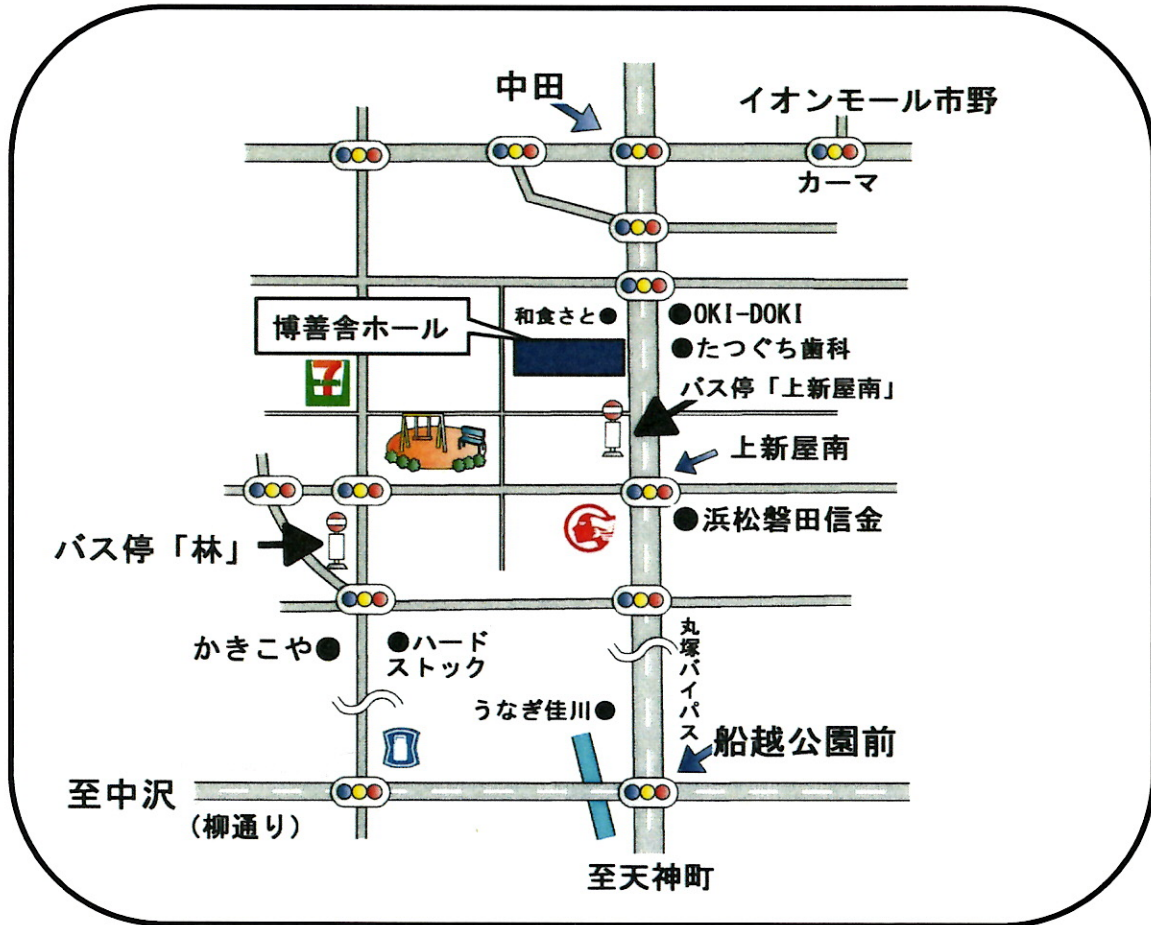 中田
イオンモール市野
カーマ
博善舎ホール
和食さと
OKI-DOKI
たつぐち歯科
7
バス停「上新屋南」
上新屋南
浜松磐田信金
バス停「林」
かきこや
ハード
ストック
丸塚バイパス
うなぎ佳川
船越公園前
至中沢
(柳通り)
至天神町